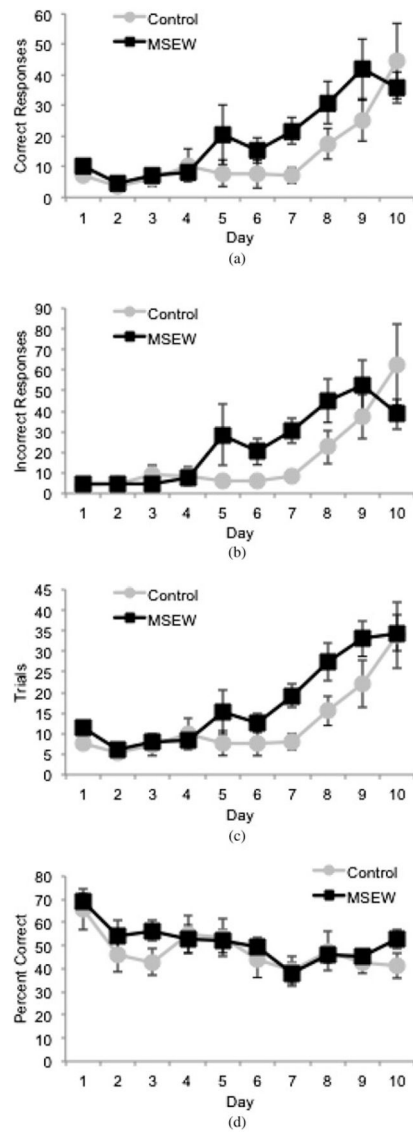 Control
MSEW
Correct Responses
60
50
40
30
20
10
0
1 2 3 4 5 6 7 8 9 10
Day
(a)
Control
MSEW
Incorrect Responses
90
80
70
60
50
40
30
20
10
0
1 2 3 4 5 6 7 8 9 10
Day
(b)
Control
MSEW
Trials
45
40
35
30
25
20
15
10
5
0
1 2 3 4 5 6 7 8 9 10
Day
(c)
Control
MSEW
Percent Correct
80
70
60
50
40
30
20
10
0
1 2 3 4 5 6 7 8 9 10
Day
(d)